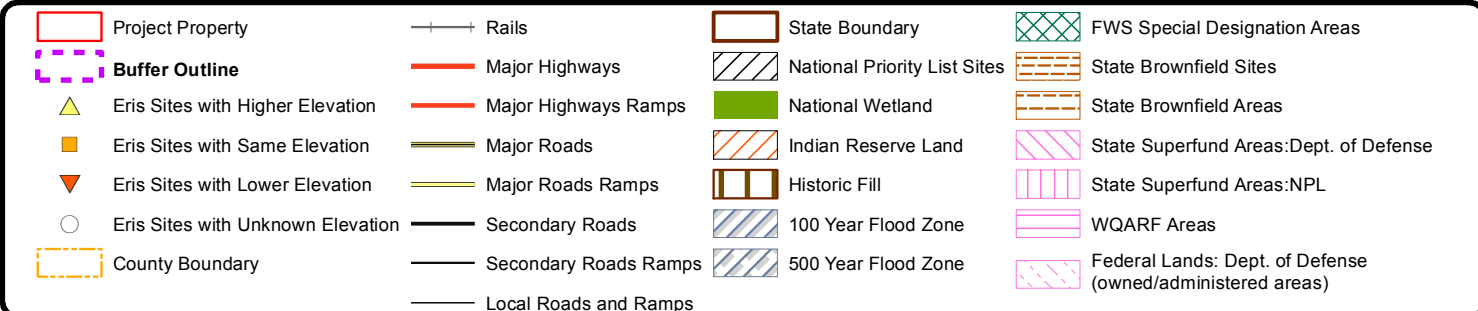 Project Property
Buffer Outline
Eris Sites with Higher Elevation
Eris Sites with Same Elevation
Eris Sites with Lower Elevation
Eris Sites with Unknown Elevation
County Boundary
Rails
Major Highways
Major Highways Ramps
Major Roads
Major Roads Ramps
Secondary Roads
Secondary Roads Ramps
Local Roads and Ramps
State Boundary
National Priority List Sites
National Wetland
Indian Reserve Land
Historic Fill
100 Year Flood Zone
500 Year Flood Zone
FWS Special Designation Areas
State Brownfield Sites
State Brownfield Areas
State Superfund Areas:Dept. of Defense
State Superfund Areas:NPL
WQARF Areas
Federal Lands: Dept. of Defense
(owned/administered areas)